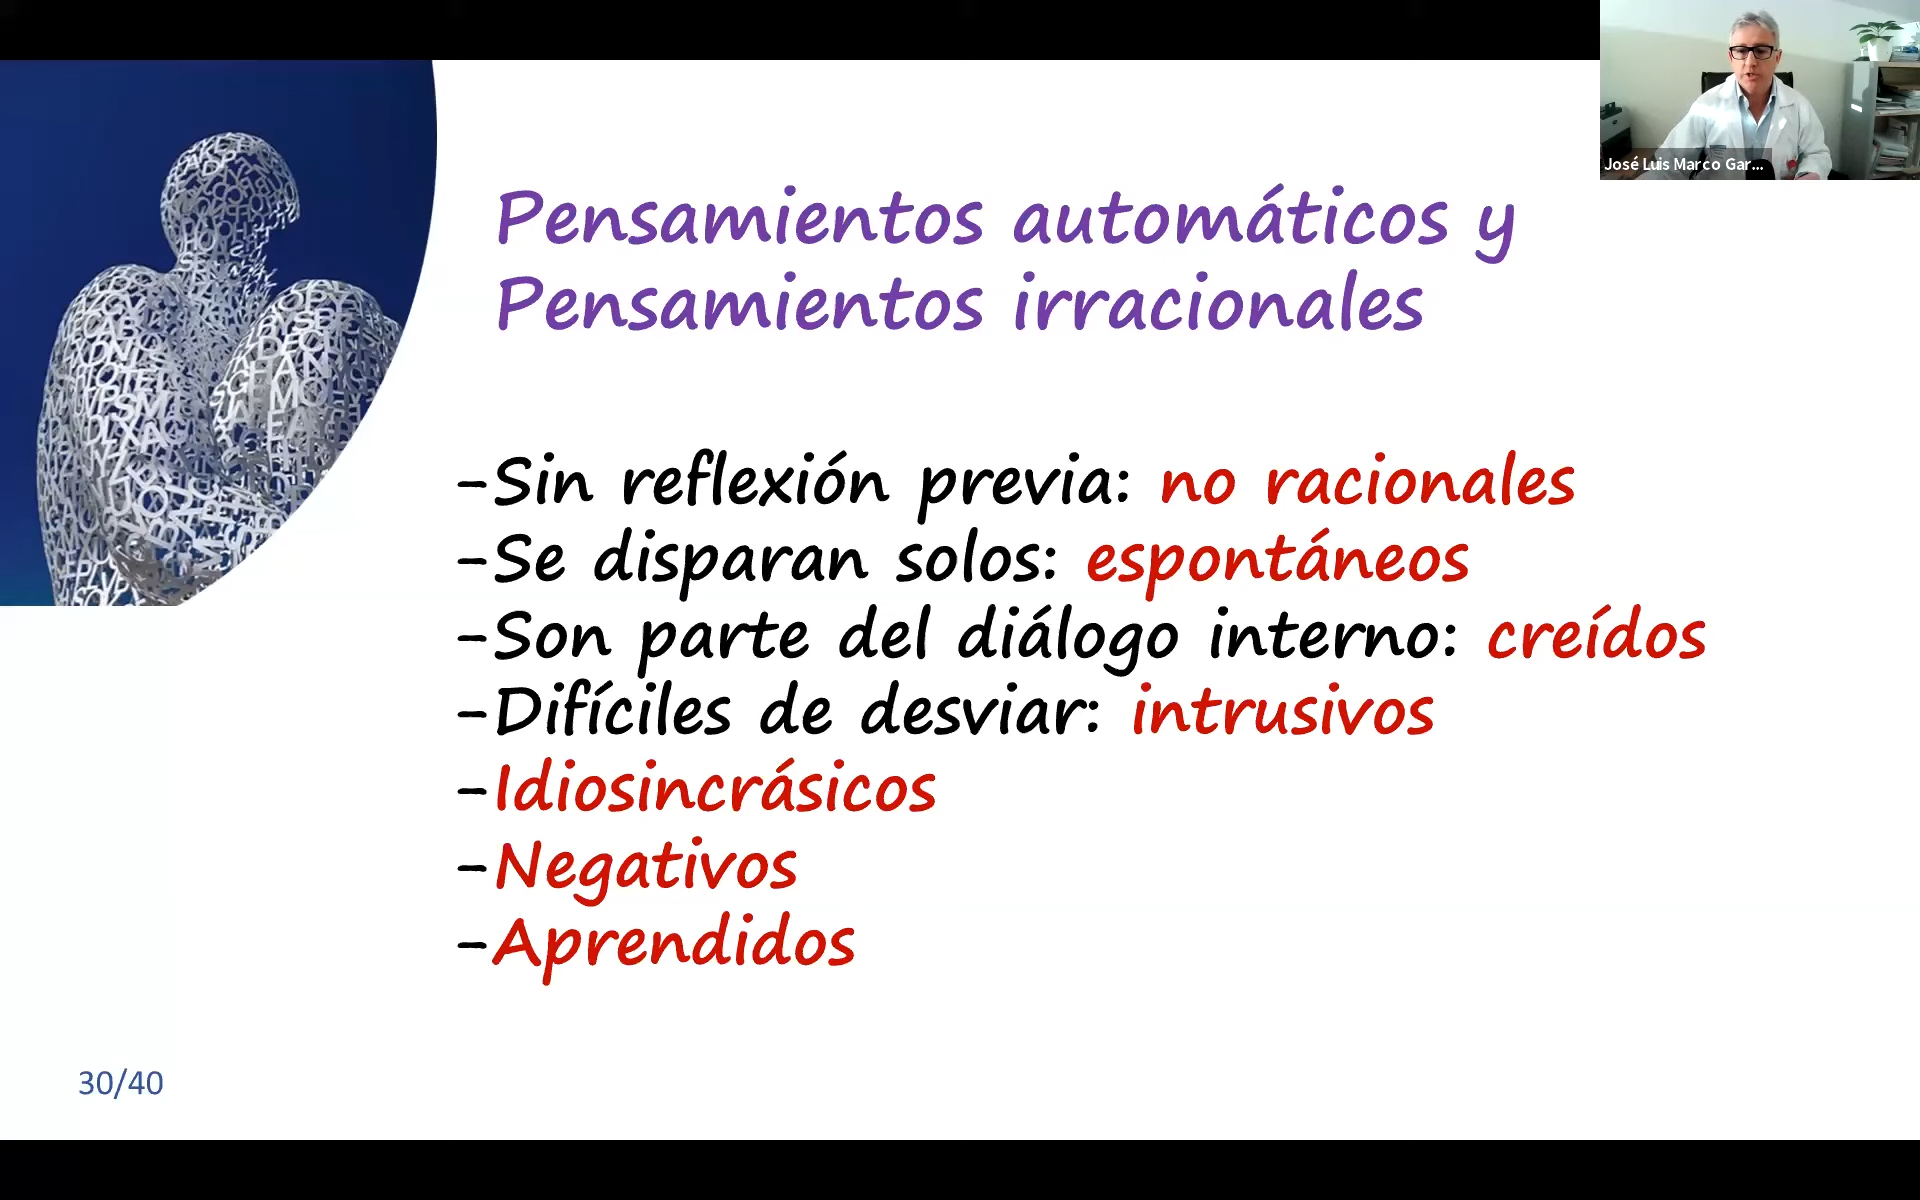 José Luis Marco Gar...
Pensamientos automáticos y
Pensamientos irracionales
-Sin reflexión previa: no racionales
-Se disparan solos: espontáneos
-Son parte del diálogo interno: creídos
-Difíciles de desviar: intrusivos
-Idiosincrásicos
-Negativos
-Aprendidos
30/40